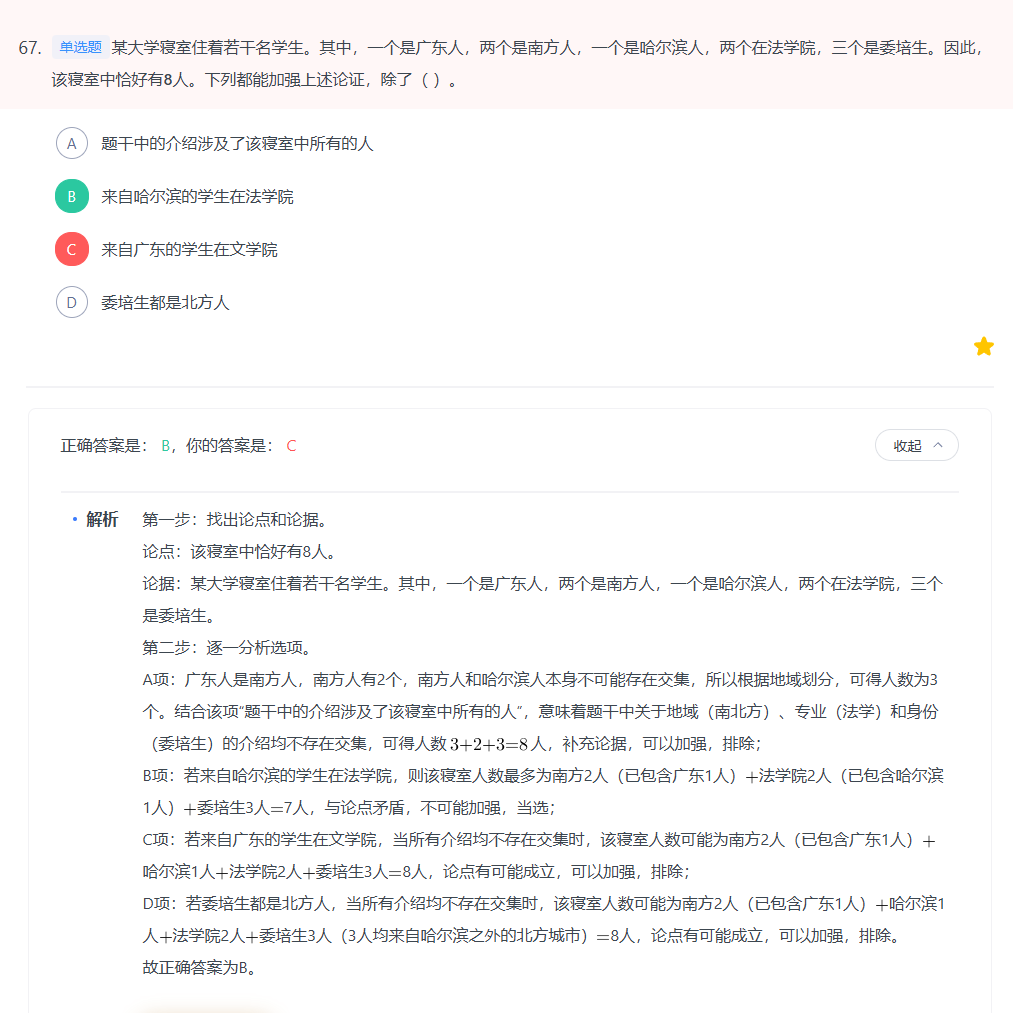 67. 单选题 某大学寝室住着若干名学生。其中，一个是广东人，两个是南方人，一个是哈尔滨人，两个在法学院，三个是委培生。因此，
该寝室中恰好有8人。下列都能加强上述论证，除了（ ）。
A 题干中的介绍涉及了该寝室中所有的人
B 来自哈尔滨的学生在法学院
C 来自广东的学生在文学院
D 委培生都是北方人
正确答案是： B，你的答案是： C
收起
解析 第一步：找出论点和论据。
论点：该寝室中恰好有8人。
论据：某大学寝室住着若干名学生。其中，一个是广东人，两个是南方人，一个是哈尔滨人，两个在法学院，三个
是委培生。
第二步：逐一分析选项。
A项：广东人是南方人，南方人有2个，南方人和哈尔滨人本身不可能存在交集，所以根据地域划分，可得人数为3
个。结合该项“题干中的介绍涉及了该寝室中所有的人”，意味着题干中关于地域（南北方）、专业（法学）和身份
（委培生）的介绍均不存在交集，可得人数3+2+3=8人，补充论据，可以加强，排除；
B项：若来自哈尔滨的学生在法学院，则该寝室人数最多为南方2人（已包含广东1人）+法学院2人（已包含哈尔滨
1人）+委培生3人=7人，与论点矛盾，不可能加强，当选；
C项：若来自广东的学生在文学院，当所有介绍均不存在交集时，该寝室人数可能为南方2人（已包含广东1人）+
哈尔滨1人+法学院2人+委培生3人=8人，论点有可能成立，可以加强，排除；
D项：若委培生都是北方人，当所有介绍均不存在交集时，该寝室人数可能为南方2人（已包含广东1人）+哈尔滨1
人+法学院2人+委培生3人（3人均来自哈尔滨之外的北方城市）=8人，论点有可能成立，可以加强，排除。
故正确答案为B。